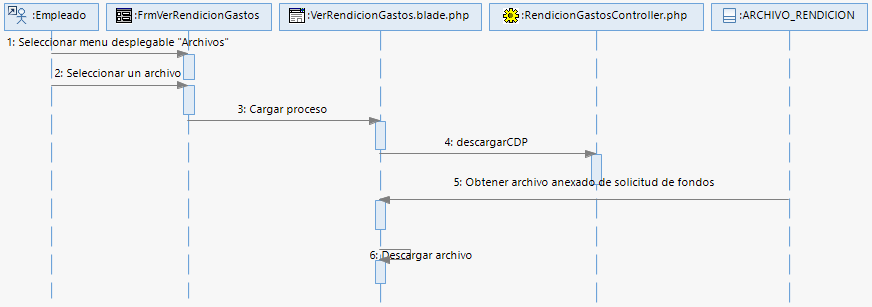 :Empleado
:FrmVerRendicionGastos
:VerRendicionGastos.blade.php
:RendicionGastosController.php
:ARCHIVO_RENDICION
1: Seleccionar menu desplegable "Archivos"
2: Seleccionar un archivo
3: Cargar proceso
4: descargarCDP
5: Obtener archivo anexado de solicitud de fondos
6: Descargar archivo